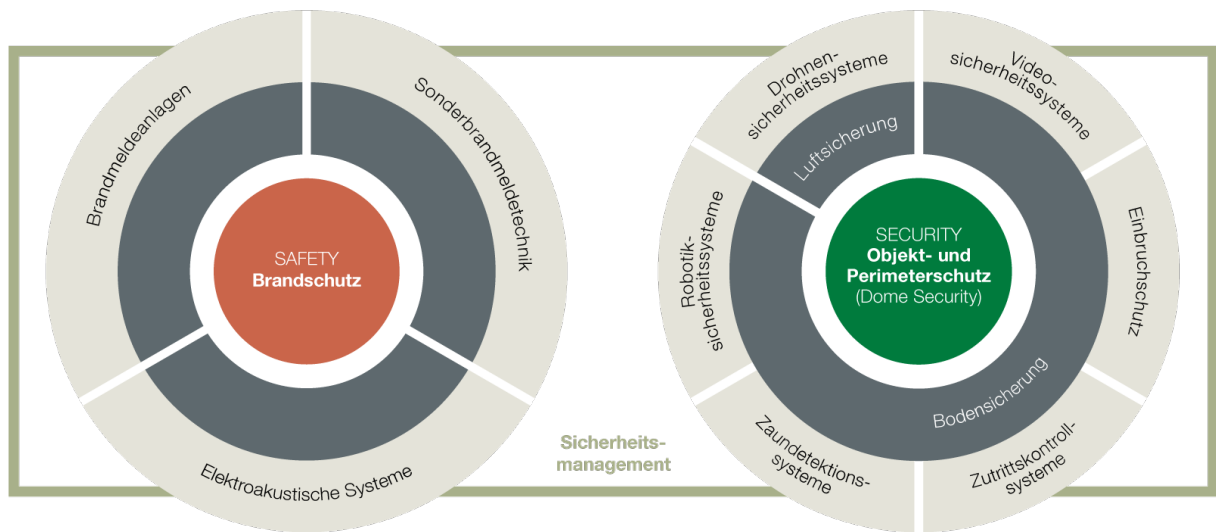 Brandmeldeanlagen
Sonderbrandmeldetechnik
SAFETY
Brandschutz
Elektroakustische Systeme
Sicherheits-
management
Drohnen-
sicherheitssysteme
Video-
sicherheitssysteme
Luftsicherung
Robotik-
sicherheitssysteme
SECURITY
Objekt- und
Perimeterschutz
(Dome Security)
Einbruchschutz
Bodensicherung
Zaundetektions-
systeme
Zutrittskontroll-
systeme